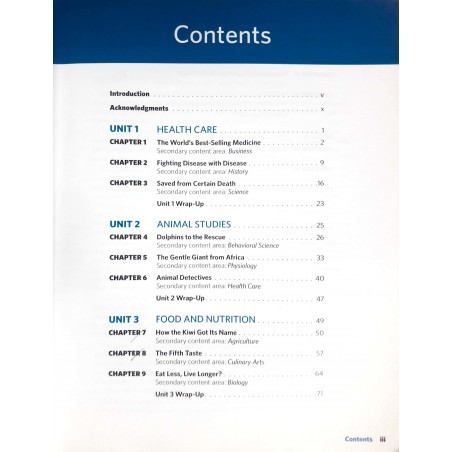 Contents
Introduction . . . . . . . . . . . . . . . . . . . . . . . . . . . . . . v
Acknowledgments . . . . . . . . . . . . . . . . . . . . . . . . . . x
UNIT 1 HEALTH CARE . . . . . . . . . . . . . . . . . . . . 1
CHAPTER 1 The World's Best-Selling Medicine . . . . . . . . . . . 2
Secondary content area: Business
CHAPTER 2 Fighting Disease with Disease . . . . . . . . . . . . . 9
Secondary content area: History
CHAPTER 3 Saved from Certain Death . . . . . . . . . . . . . . . 16
Secondary content area: Science
Unit 1 Wrap-Up . . . . . . . . . . . . . . . . . . . . 23
UNIT 2 ANIMAL STUDIES . . . . . . . . . . . . . . . . . 25
CHAPTER 4 Dolphins to the Rescue . . . . . . . . . . . . . . . . 26
Secondary content area: Behavioral Science
CHAPTER 5 The Gentle Giant from Africa . . . . . . . . . . . . . 33
Secondary content area: Physiology
CHAPTER 6 Animal Detectives . . . . . . . . . . . . . . . . . . 40
Secondary content area: Health Care
Unit 2 Wrap-Up . . . . . . . . . . . . . . . . . . . . 47
UNIT 3 FOOD AND NUTRITION . . . . . . . . . . . . . 49
CHAPTER 7 How the Kiwi Got Its Name . . . . . . . . . . . . . . 50
Secondary content area: Agriculture
CHAPTER 8 The Fifth Taste . . . . . . . . . . . . . . . . . . . . 57
Secondary content area: Culinary Arts
CHAPTER 9 Eat Less, Live Longer? . . . . . . . . . . . . . . . . 64
Secondary content area: Biology
Unit 3 Wrap-Up . . . . . . . . . . . . . . . . . . . . 71
Contents iii